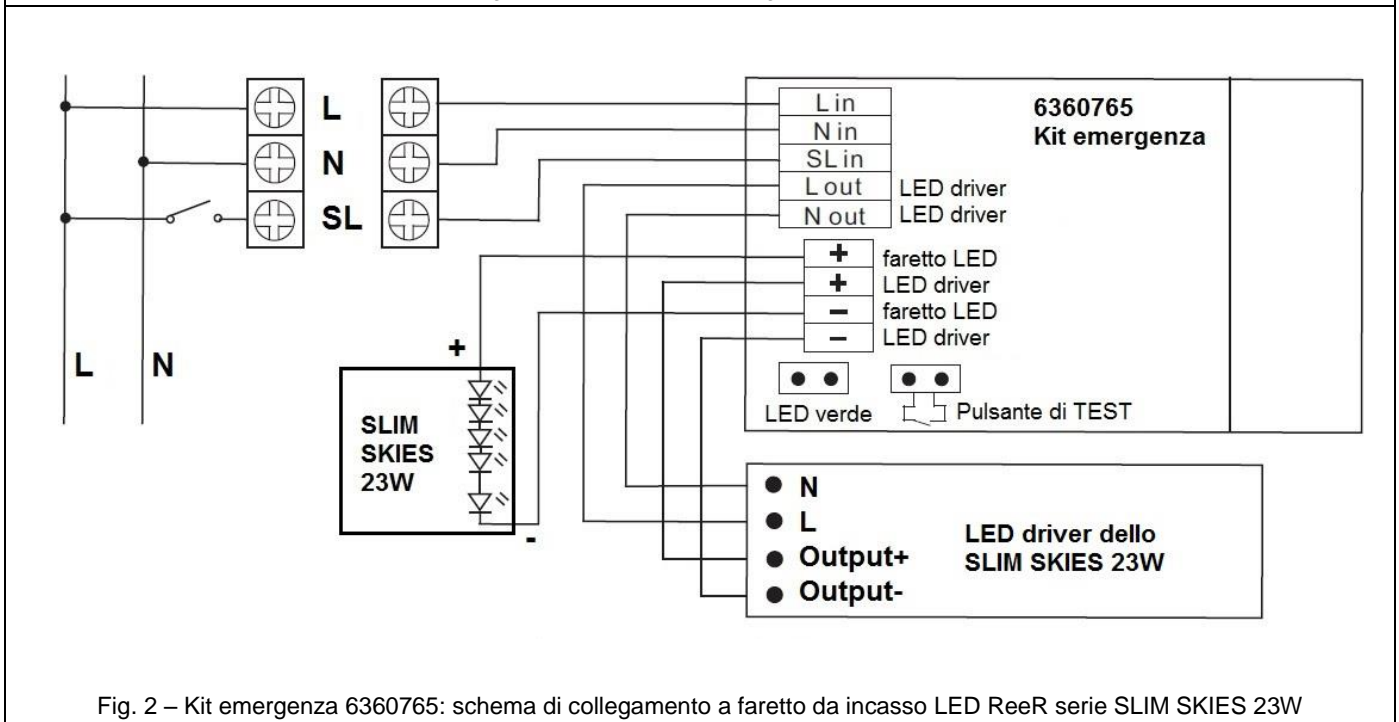 L
N
SL
L
N
L in
N in
SL in
L out
N out
LED driver
LED driver
6360765
Kit emergenza
+
+
−
−
faretto LED
LED driver
faretto LED
LED driver
LED verde
Pulsante di TEST
+
SLIM
SKIES
23W
-
N
L
Output+
Output-
LED driver dello
SLIM SKIES 23W
Fig. 2 – Kit emergenza 6360765: schema di collegamento a faretto da incasso LED ReeR serie SLIM SKIES 23W